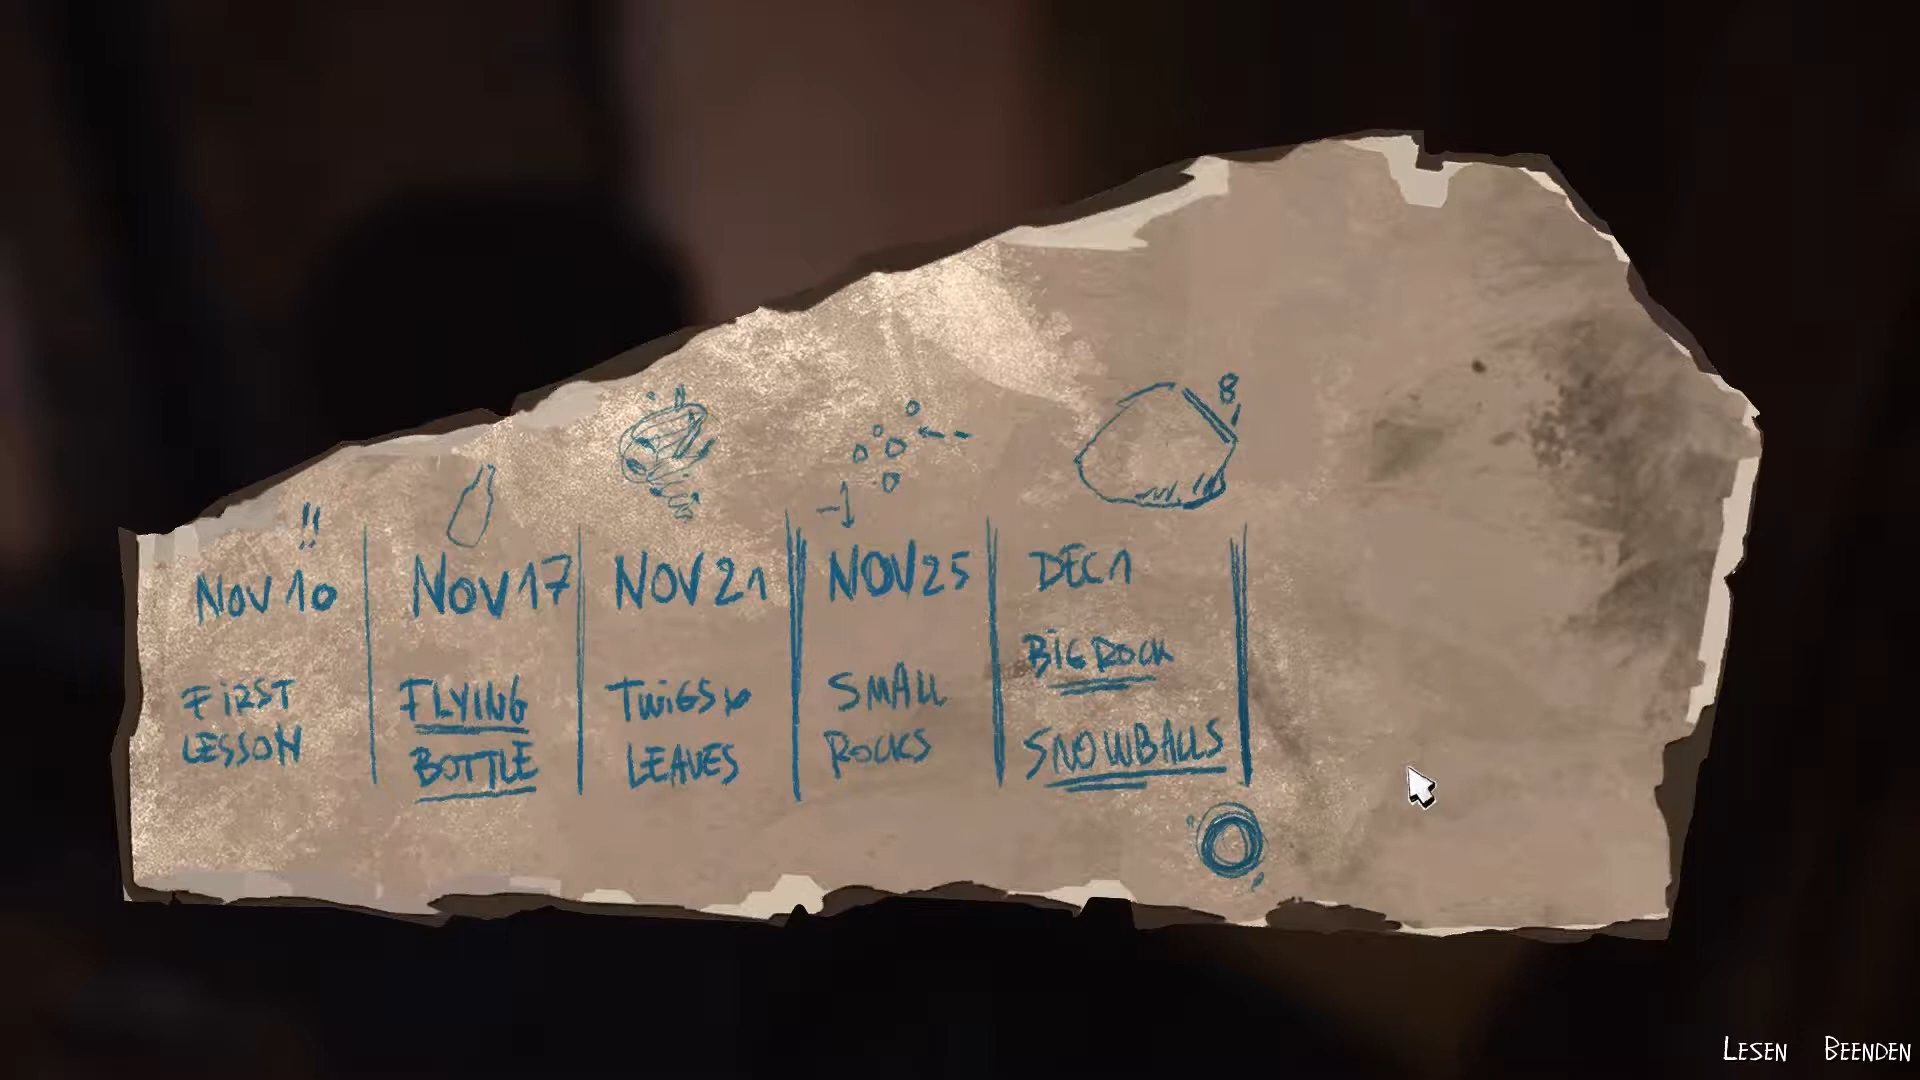 !!
8
NOV 10
FIRST
LESSON
NOV 17
FLYING
BOTTLE
NOV 21
TWIGS &
LEAVES
NOV 25
SMALL
ROCKS
DEC 1
BIG ROCK
SNOWBALLS
LESEN BEENDEN